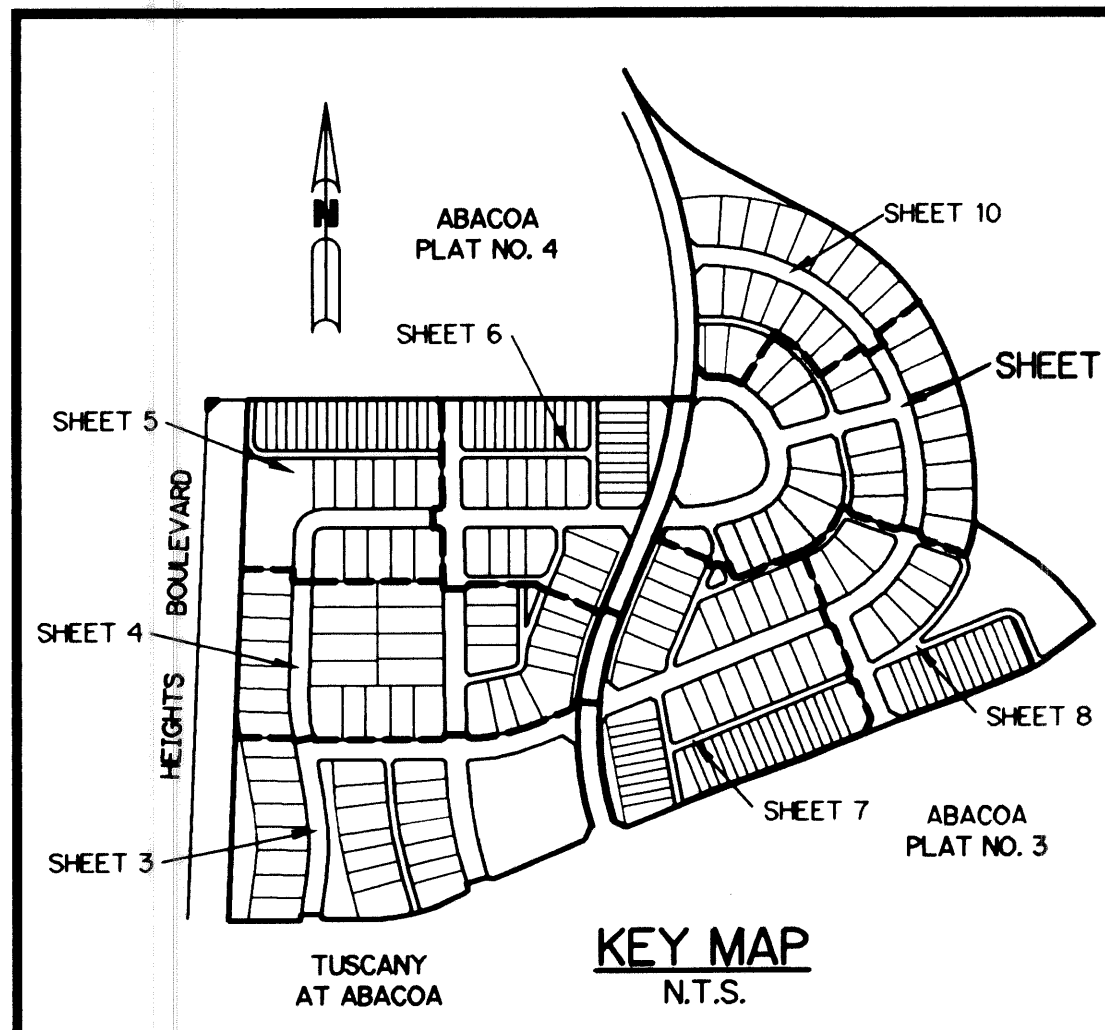 N
ABACOA
PLAT NO. 4
SHEET 10
SHEET 6
SHEET
SHEET 5
HEIGHTS BOULEVARD
SHEET 4
SHEET 8
SHEET 7
ABACOA
PLAT NO. 3
SHEET 3
KEY MAP
N.T.S.
TUSCANY
AT ABACOA